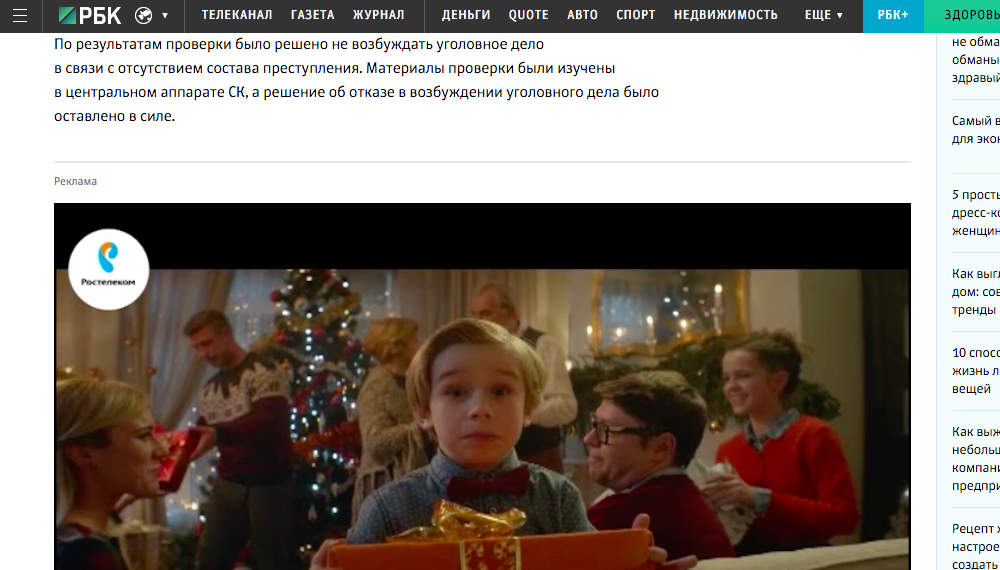 РБК
ТЕЛЕКАНАЛ ГАЗЕТА ЖУРНАЛ ДЕНЬГИ QUOTE АВТО СПОРТ НЕДВИЖИМОСТЬ ЕЩЕ РБК+ ЗДОРОВЬ
По результатам проверки было решено не возбуждать уголовное дело
в связи с отсутствием состава преступления. Материалы проверки были изучены
в центральном аппарате СК, а решение об отказе в возбуждении уголовного дела было
оставлено в силе.
Реклама
Ростелеком
не обма
обманы
здравый
Самый в
для экон
5 прость
дресс-ко
женщин
Как выгл
дом: сов
тренды
10 спосо
жизнь л
вещей
Как выж
небольш
компани
предпри
Рецепт х
настрое
создать